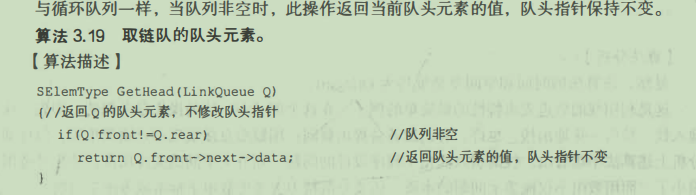 与循环队列一样，当队列非空时，此操作返回当前队头元素的值，队头指针保持不变。
算法 3.19 取链队的队头元素。
【算法描述】
SElemType GetHead(LinkQueue Q)
{//返回 Q 的队头元素，不修改队头指针
if(Q.front!=Q.rear) //队列非空
return Q.front->next->data; //返回队头元素的值，队头指针不变
}